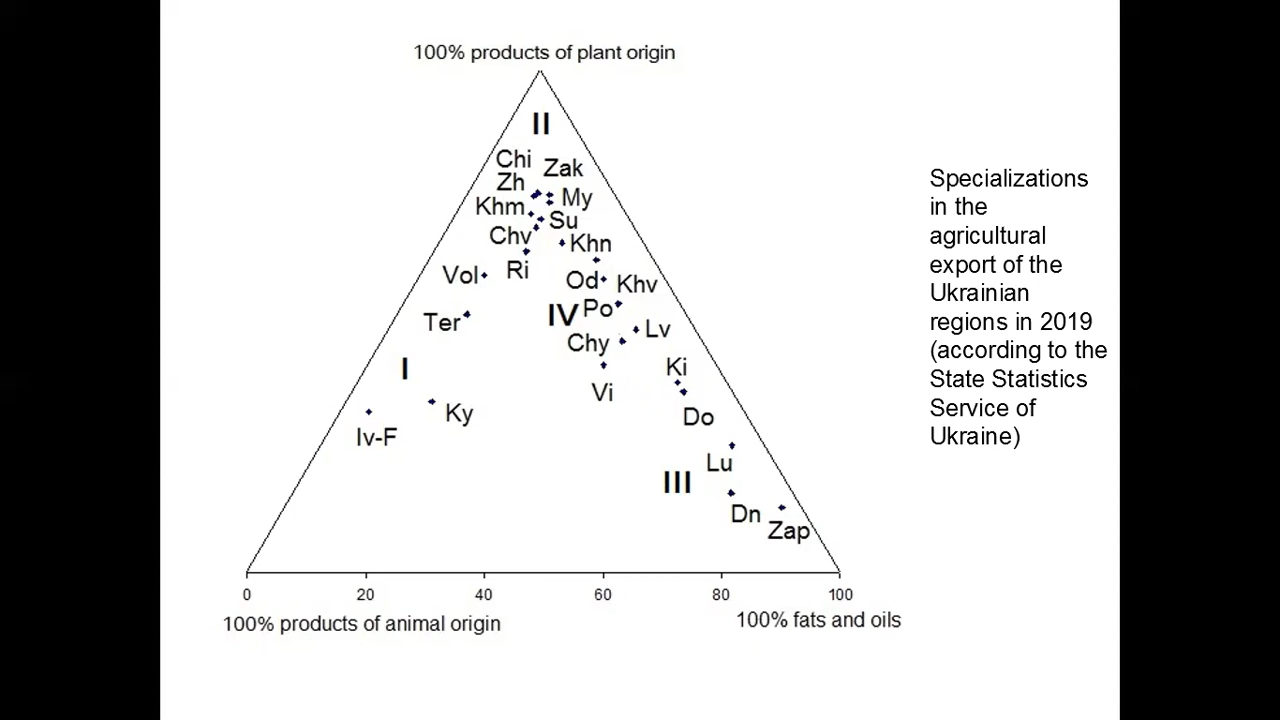 100% products of plant origin
II
Chi
Zak
Zh
My
Khm
Su
Chv
Khn
Ri
Vol
Od
Khv
IV
Po
Ter
Lv
Chy
I
Ki
Vi
Ky
Do
Iv-F
Lu
III
Dn
Zap
0 20 40 60 80 100
100% products of animal origin
100% fats and oils
Specializations
in the
agricultural
export of the
Ukrainian
regions in 2019
(according to the
State Statistics
Service of
Ukraine)